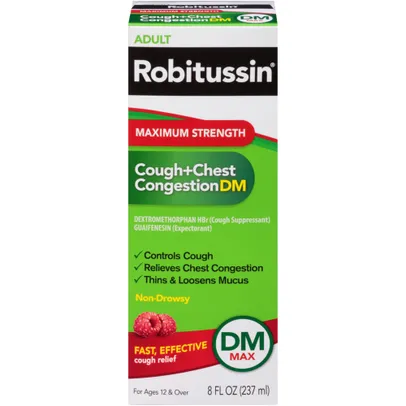 ADULT
Robitussin®
MAXIMUM STRENGTH
Cough+Chest
Congestion DM
DEXTROMETHORPHAN HBr (Cough Suppressant)
GUAIFENESIN (Expectorant)
✓ Controls Cough
✓ Relieves Chest Congestion
✓ Thins & Loosens Mucus
Non-Drowsy
FAST, EFFECTIVE
cough relief
DM
MAX
For Ages 12 & Over
8 FL OZ (237 ml)